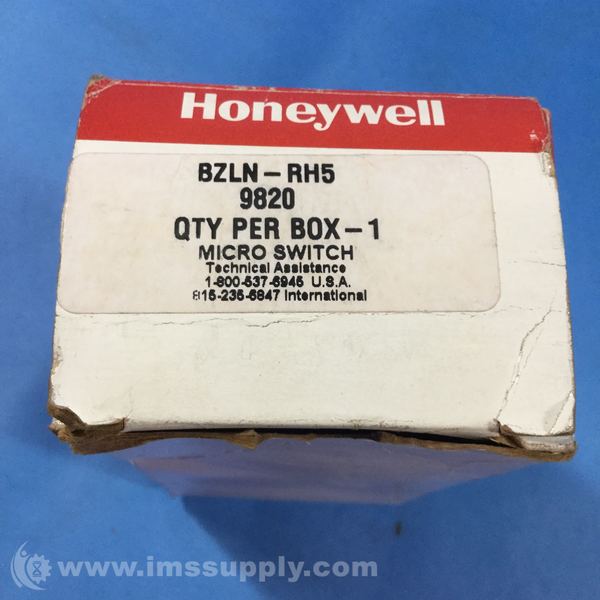 Honeywell
BZLN-RH5
9820
QTY PER BOX-1
MICRO SWITCH
Technical Assistance
1-800-537-6945 U.S.A.
815-235-6847 International
www.imssupply.com